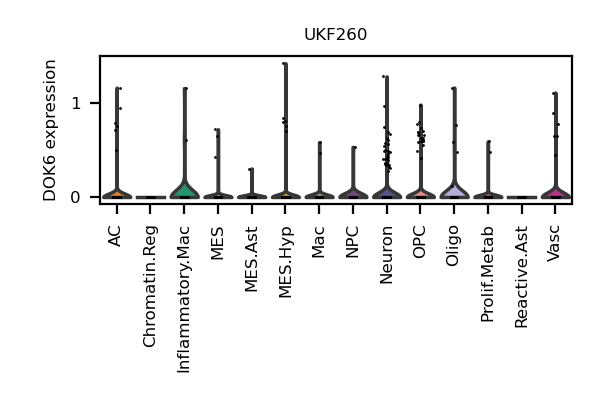 UKF260
DOK6 expression
1
0
AC
Chromatin.Reg
Inflammatory.Mac
MES
MES.Ast
MES.Hyp
Mac
NPC
Neuron
OPC
Oligo
Prolif.Metab
Reactive.Ast
Vasc